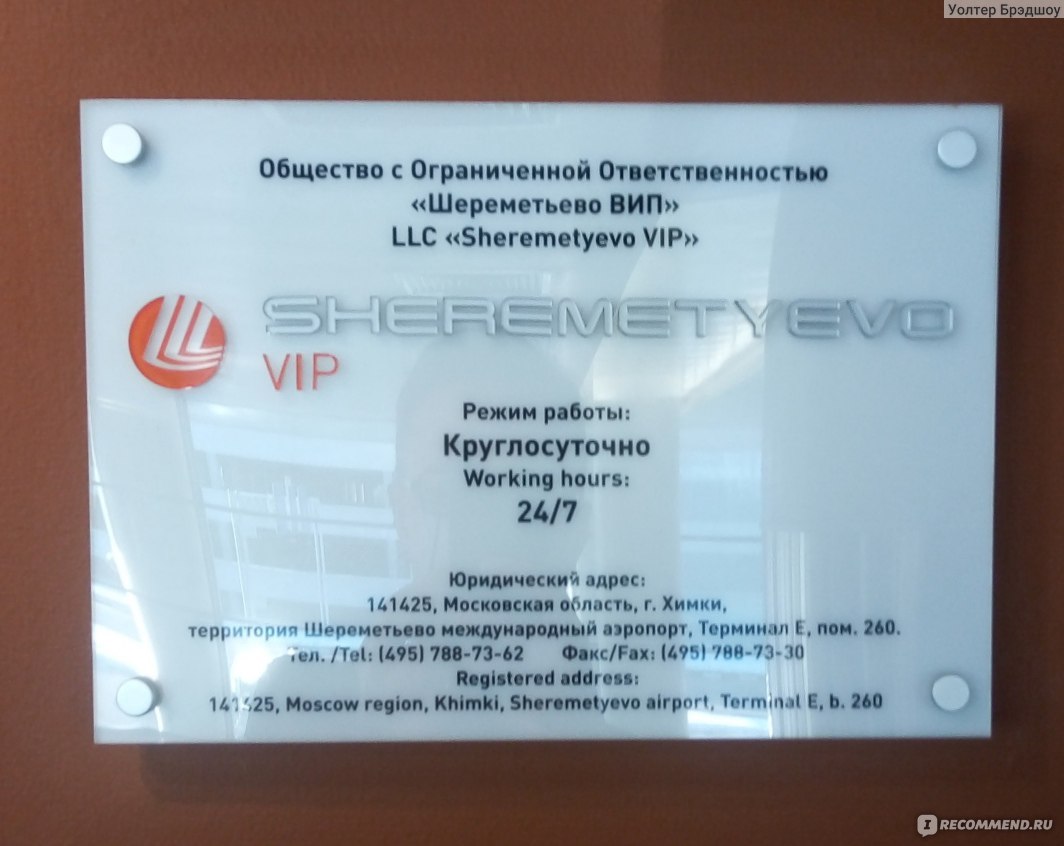 Уолтер Брэдшоу
Общество с Ограниченной Ответственностью
«Шереметьево ВИП»
LLC «Sheremetyevo VIP»
SHEREMETYEVO
VIP
Режим работы:
Круглосуточно
Working hours:
24/7
Юридический адрес:
141425, Московская область, г. Химки,
территория Шереметьево международный аэропорт, Терминал Е, пом. 260.
Тел. /Tel: (495) 788-73-62 Факс/Fax: (495) 788-73-30
Registered address:
141425, Moscow region, Khimki, Sheremetyevo airport, Terminal E, b. 260
IRECOMMEND.RU